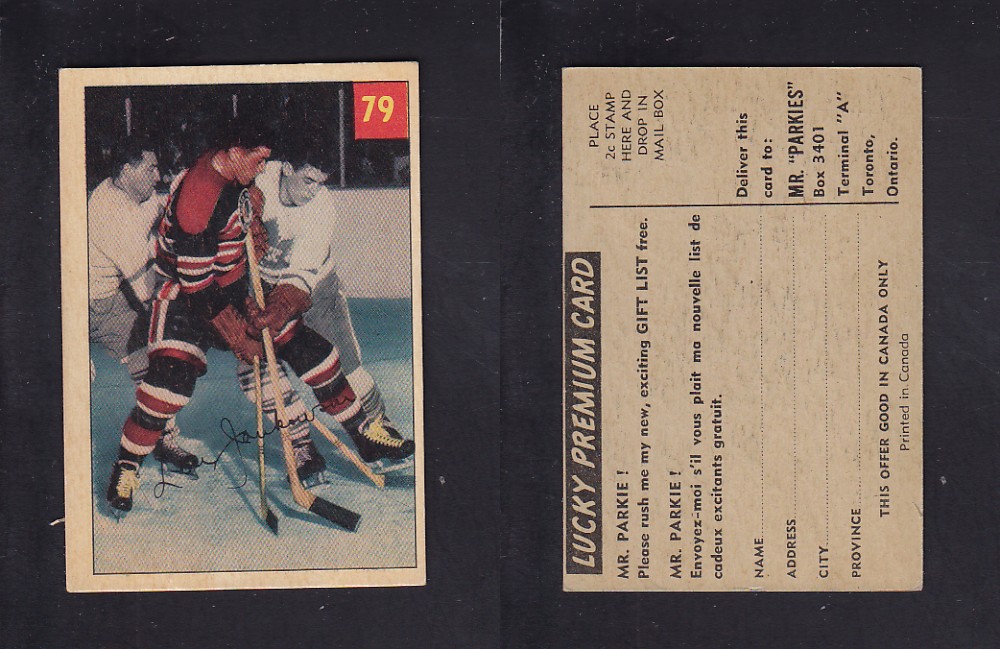 79
Lou Jankowski
PLACE
2c STAMP
HERE AND
DROP IN
MAIL-BOX
Deliver this
card to:
MR. "PARKIES"
Box 3401
Terminal "A"
Toronto,
Ontario.
LUCKY PREMIUM CARD
MR. PARKIE!
Please rush me my new, exciting GIFT LIST free.
MR. PARKIE!
Envoyez-moi s'il vous plait ma nouvelle list de
cadeux excitants gratuit.
NAME
ADDRESS
CITY
PROVINCE
THIS OFFER GOOD IN CANADA ONLY
Printed in Canada